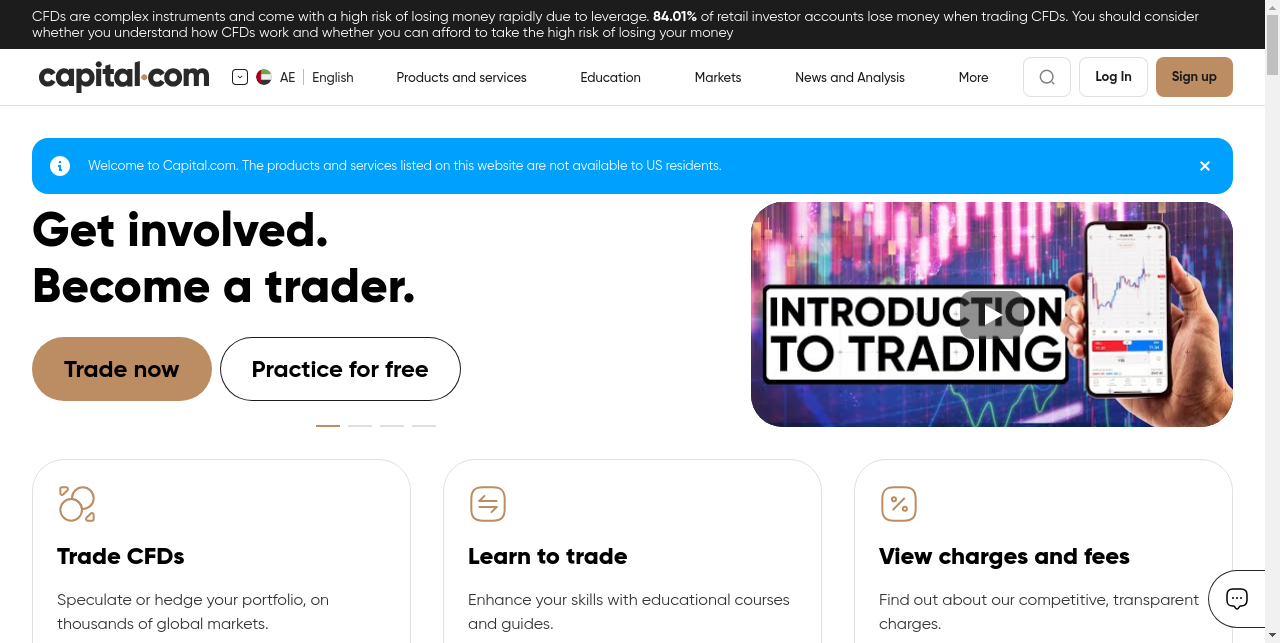 CFDs are complex instruments and come with a high risk of losing money rapidly due to leverage. 84.01% of retail investor accounts lose money when trading CFDs. You should consider
whether you understand how CFDs work and whether you can afford to take the high risk of losing your money
capital.com
AE English
Products and services
Education
Markets
News and Analysis
More
Log In
Sign up
Welcome to Capital.com. The products and services listed on this website are not available to US residents.
Get involved.
Become a trader.
Trade now
Practice for free
INTRODUCTION
TO TRADING
Trade CFDs
Speculate or hedge your portfolio, on
thousands of global markets.
Learn to trade
Enhance your skills with educational courses
and guides.
View charges and fees
Find out about our competitive, transparent
charges.